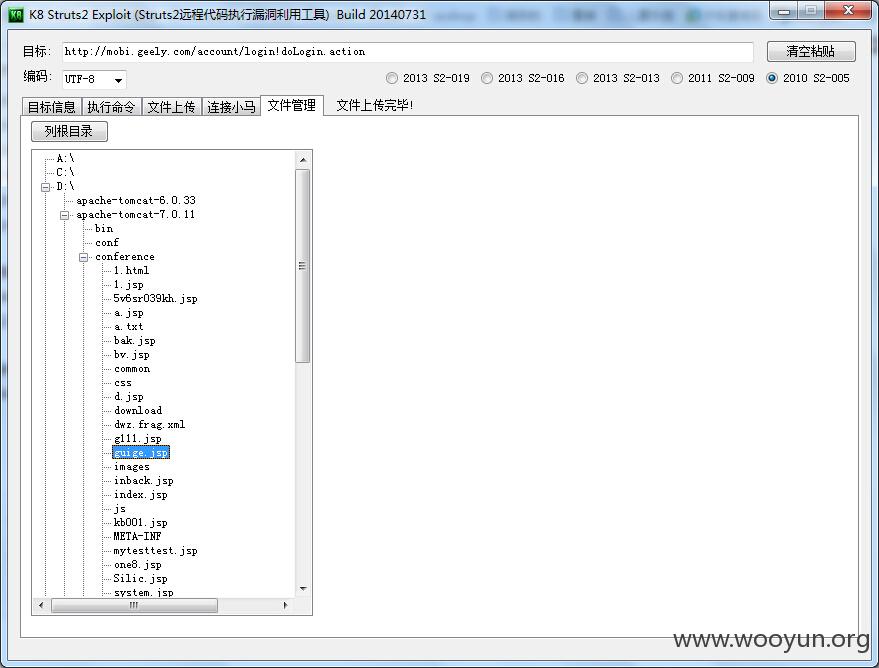 K8 Struts2 Exploit (Struts2远程代码执行漏洞利用工具) Build 20140731
目标: http://mobi.geely.com/account/login!doLogin.action 清空粘贴
编码: UTF-8 2013 S2-019 2013 S2-016 2013 S2-013 2011 S2-009 2010 S2-005
目标信息 执行命令 文件上传 连接小马 文件管理 文件上传完毕!
列根目录
A:\
C:\
D:\
apache-tomcat-6.0.33
apache-tomcat-7.0.11
bin
conf
conference
1.html
1.jsp
5v6sr039kh.jsp
a.jsp
a.txt
bak.jsp
bv.jsp
common
css
d.jsp
download
dwz.frag.xml
g111.jsp
guige.jsp
images
inback.jsp
index.jsp
js
kb001.jsp
META-INF
mytesttest.jsp
one8.jsp
Silic.jsp
system.jsp
www.wooyun.org